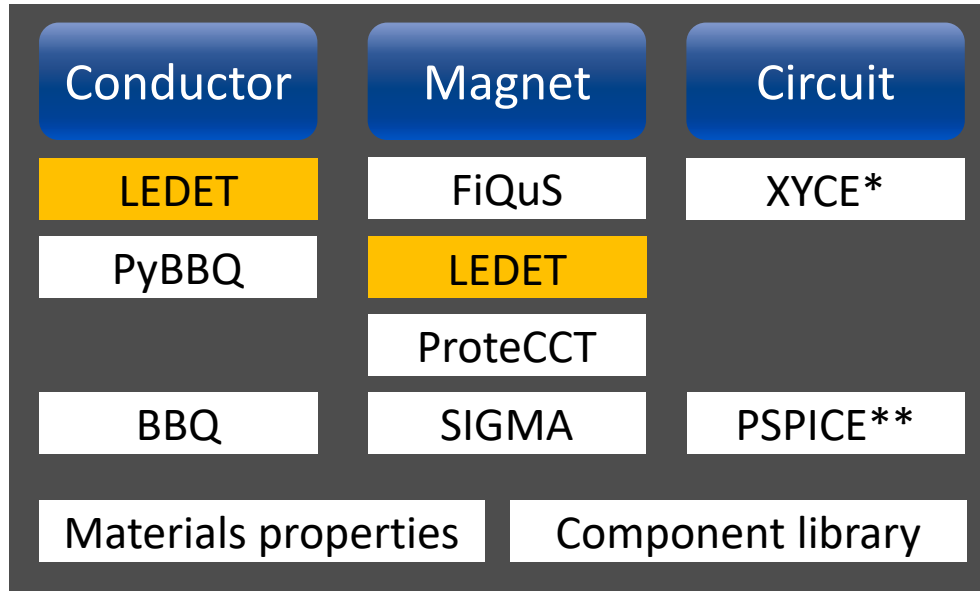 Conductor Magnet Circuit
LEDET FiQuS XYCE*
PyBBQ LEDET
ProteCCT
BBQ SIGMA PSPICE**
Materials properties Component library